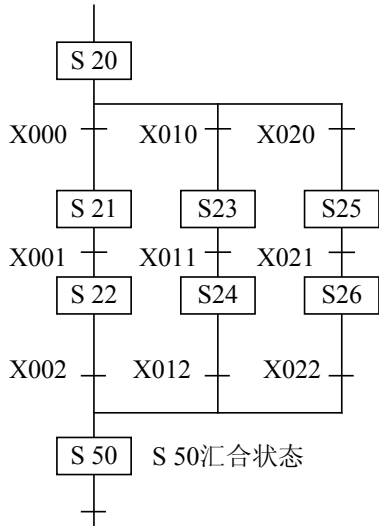 S 20
X000 X010 X020
S 21 S23 S25
X001 X011 X021
S 22 S24 S26
X002 X012 X022
S 50 S 50汇合状态